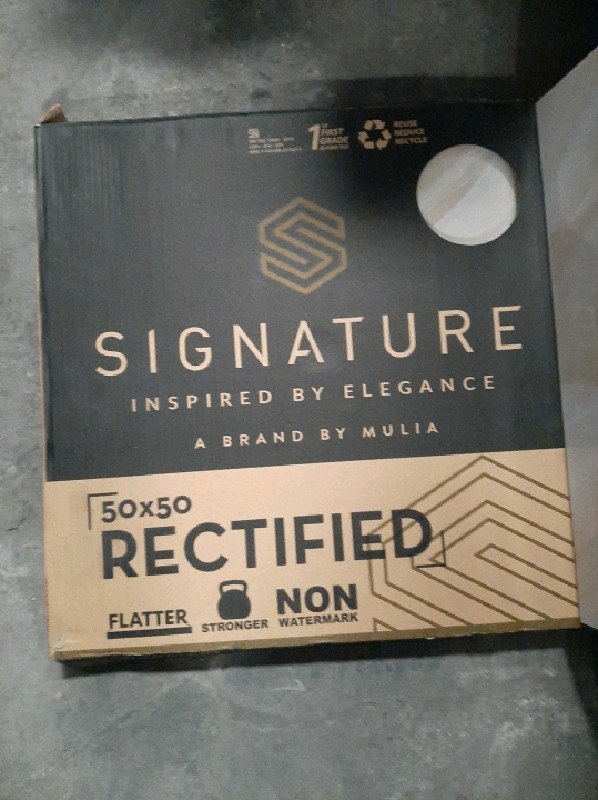 1ST FIRST
GRADE
REUSE
REDUCE
RECYCLE
SIGNATURE
INSPIRED BY ELEGANCE
A BRAND BY MULIA
50x50
RECTIFIED
FLATTER
STRONGER
NON
WATERMARK